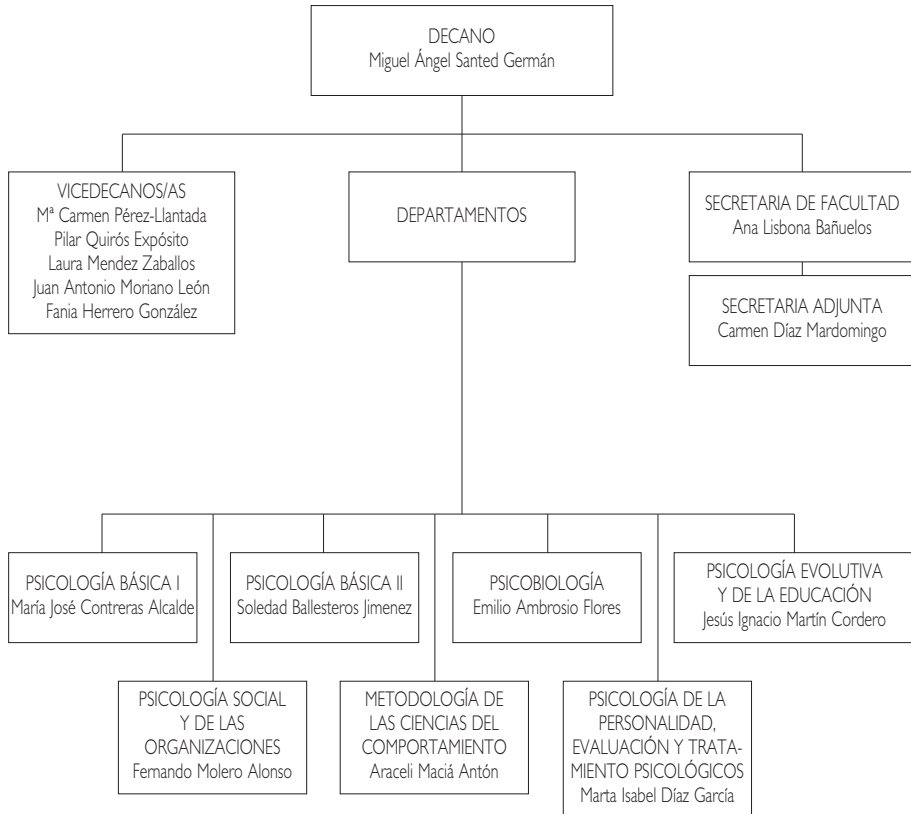 DECANO
Miguel Ángel Santed Germán
VICEDECANOS/AS
Mª Carmen Pérez-Llantada
Pilar Quirós Expósito
Laura Mendez Zaballos
Juan Antonio Moriano León
Fania Herrero González
DEPARTAMENTOS
SECRETARIA DE FACULTAD
Ana Lisbona Bañuelos
SECRETARIA ADJUNTA
Carmen Díaz Mardomingo
PSICOLOGÍA BÁSICA I
María José Contreras Alcalde
PSICOLOGÍA BÁSICA II
Soledad Ballesteros Jimenez
PSICOBIOLOGÍA
Emilio Ambrosio Flores
PSICOLOGÍA EVOLUTIVA
Y DE LA EDUCACIÓN
Jesús Ignacio Martín Cordero
PSICOLOGÍA SOCIAL
Y DE LAS
ORGANIZACIONES
Fernando Molero Alonso
METODOLOGÍA DE
LAS CIENCIAS DEL
COMPORTAMIENTO
Araceli Maciá Antón
PSICOLOGÍA DE LA
PERSONALIDAD,
EVALUACIÓN Y TRATA-
MIENTO PSICOLÓGICOS
Marta Isabel Díaz García